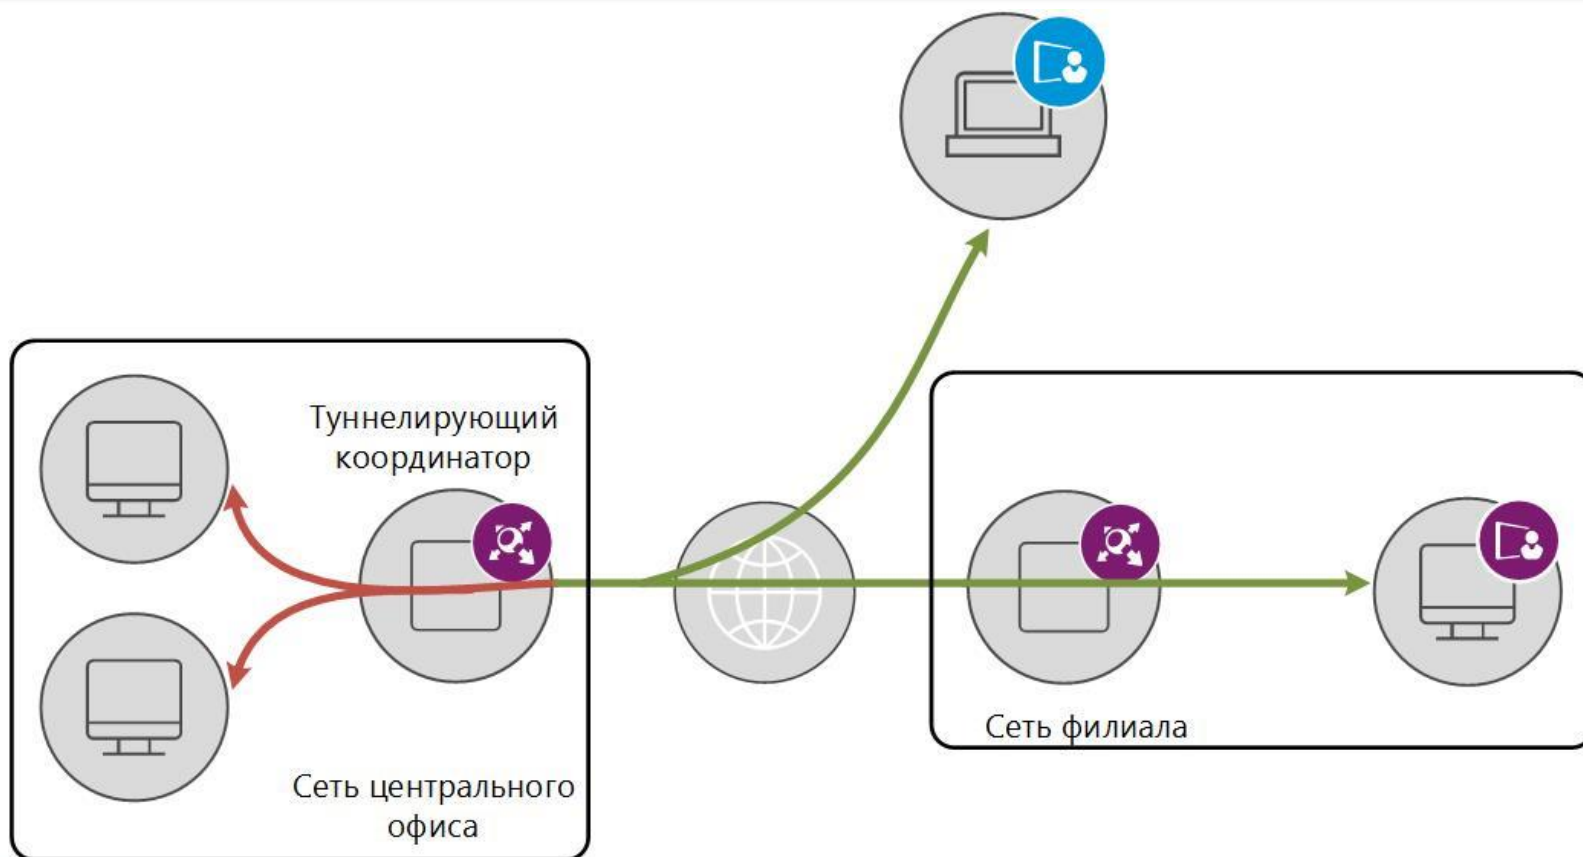 Туннелирующий
координатор
Сеть центрального
офиса
Сеть филиала